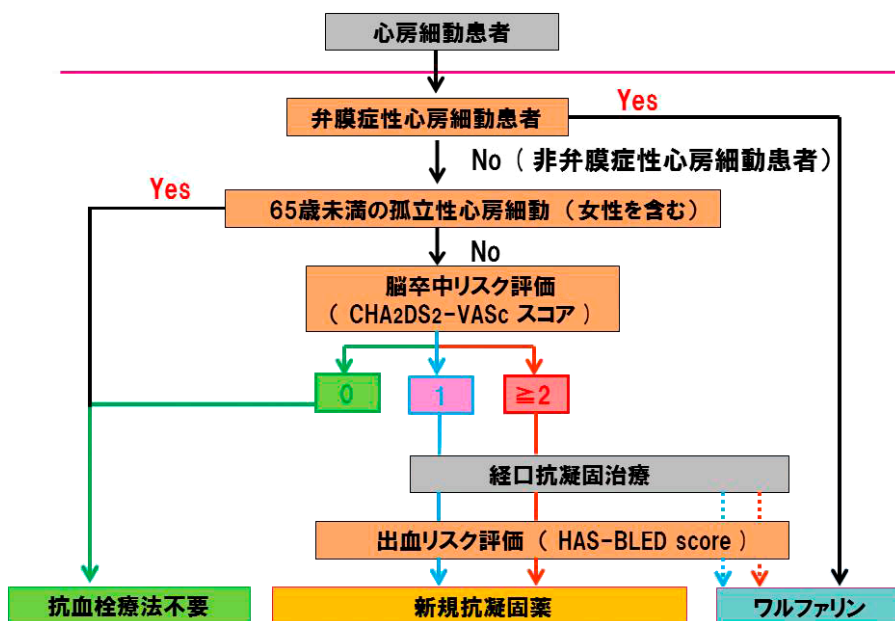 心房細動患者
弁膜症性心房細動患者
Yes
No ( 非弁膜症性心房細動患者)
Yes
65歳未満の孤立性心房細動 (女性を含む)
No
脳卒中リスク評価
( CHA2DS2-VASc スコア )
0
1
≧2
経口抗凝固治療
出血リスク評価 ( HAS-BLED score )
抗血栓療法不要
新規抗凝固薬
ワルファリン